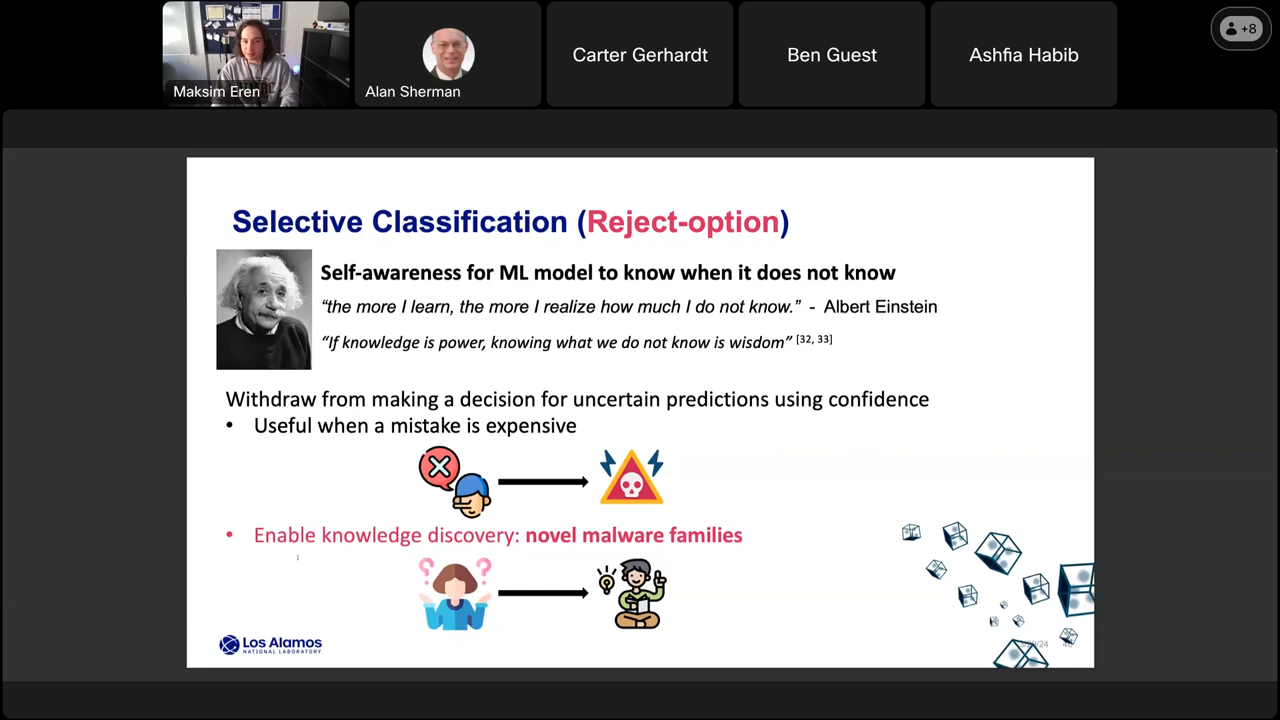 Maksim Eren
Alan Sherman
Carter Gerhardt
Ben Guest
Ashfia Habib
+8
Selective Classification (Reject-option)
Self-awareness for ML model to know when it does not know
“the more I learn, the more I realize how much I do not know.” - Albert Einstein
“If knowledge is power, knowing what we do not know is wisdom” [32, 33]
Withdraw from making a decision for uncertain predictions using confidence
• Useful when a mistake is expensive
• Enable knowledge discovery: novel malware families
Los Alamos
NATIONAL LABORATORY